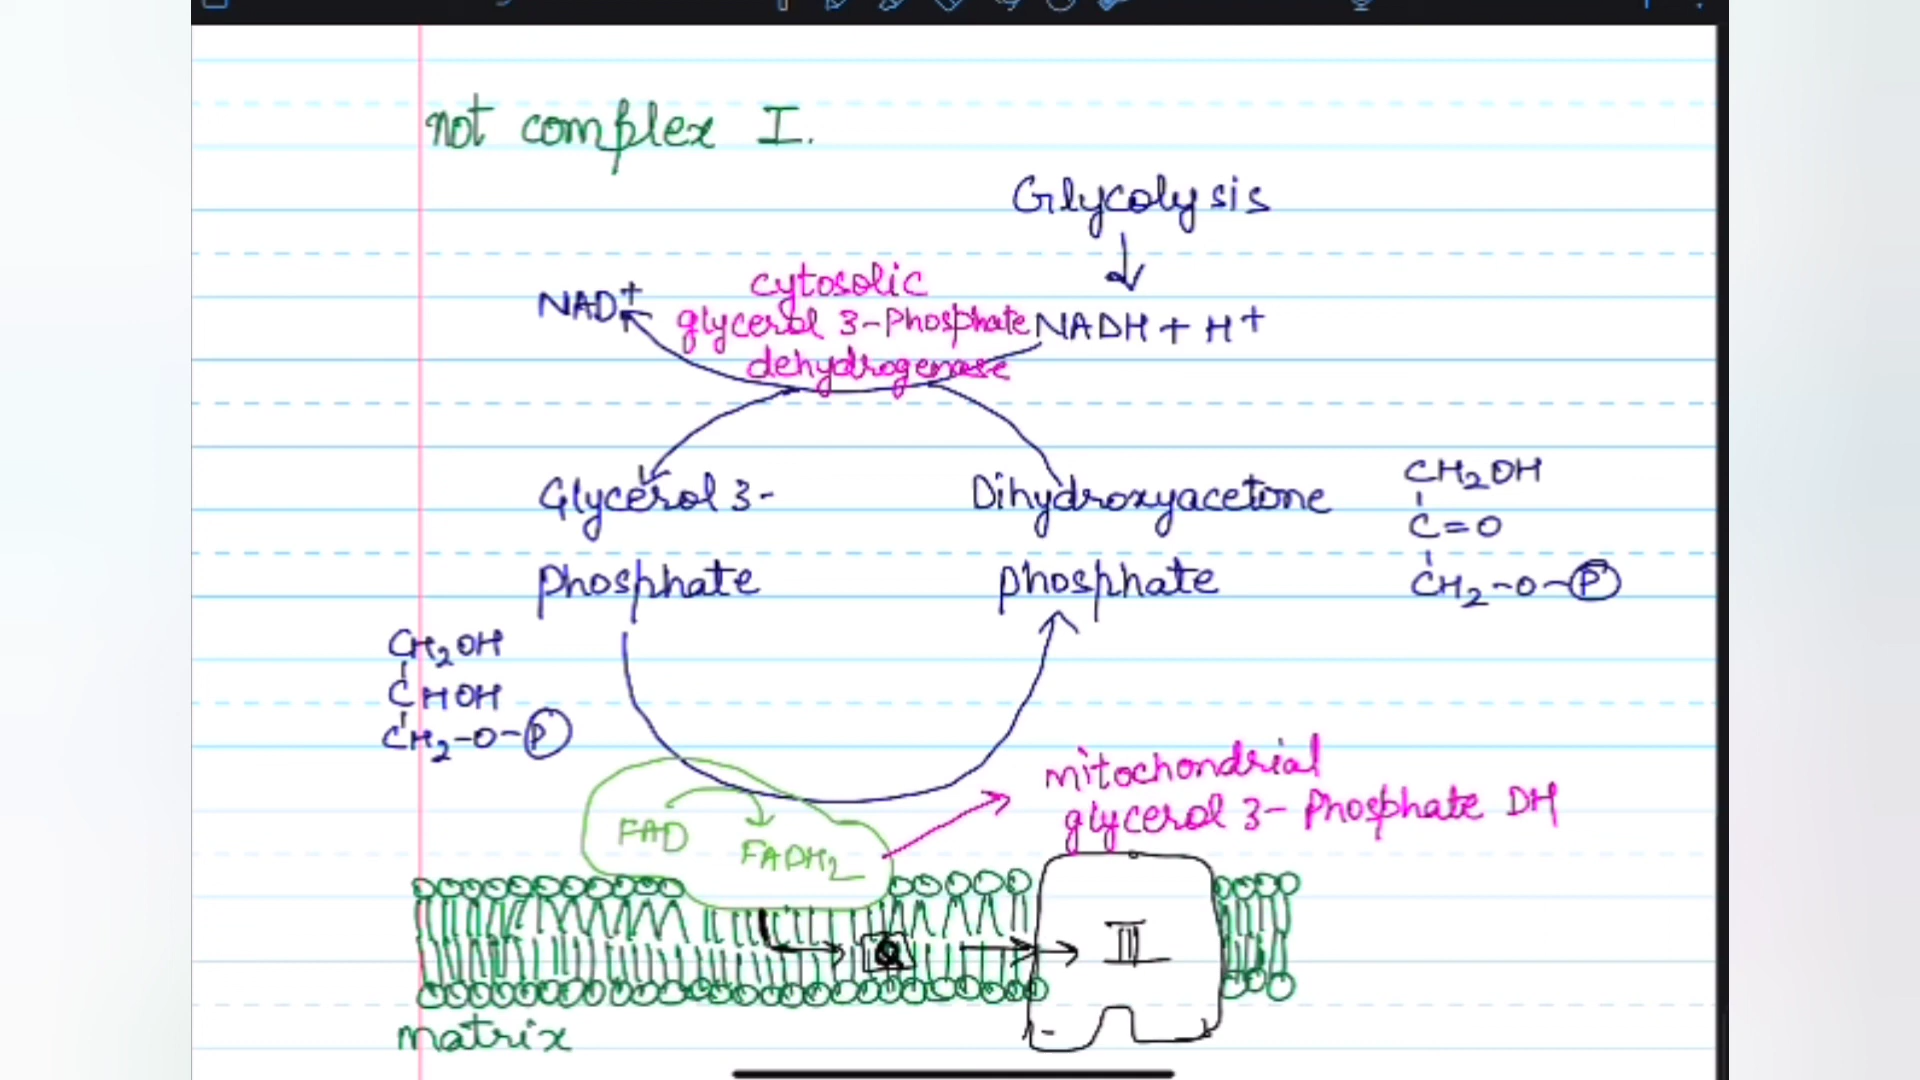 not complex I.
Glycolysis
NAD+
cytosolic
glycerol 3-Phosphate
dehydrogenase
NADH + H+
Glycerol 3-
Phosphate
Dihydroxyacetone
phosphate
CH2OH
C=O
CH2-O-P
CH2OH
CHOH
CH2-O-P
mitochondrial
glycerol 3-Phosphate DH
FAD
FADH2
Q
III
matrix